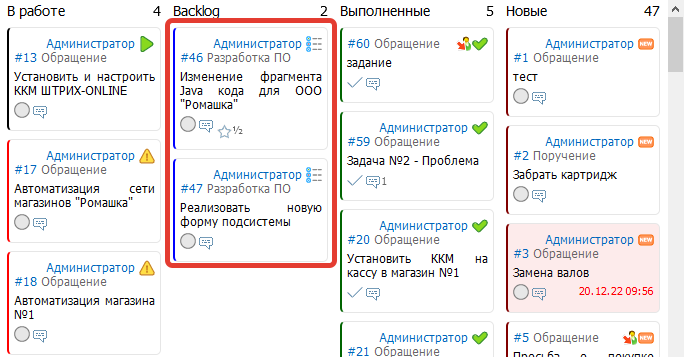 В работе 4
Администратор
#13 Обращение
Установить и настроить
ККМ ШТРИХ-ONLINE
Администратор
#17 Обращение
Автоматизация сети
магазинов "Ромашка"
Администратор
#18 Обращение
Автоматизация магазина
№1
Backlog 2
Администратор
#46 Разработка ПО
Изменение фрагмента
Java кода для ООО
"Ромашка"
½
Администратор
#47 Разработка ПО
Реализовать новую
форму подсистемы
Выполненные 5
#60 Обращение
задание
Администратор
#59 Обращение
Задача №2 - Проблема
1
Администратор
#20 Обращение
Установить ККМ на
кассу в магазин №1
Администратор
#21 Обращение
Новые 47
Администратор NEW
#1 Обращение
тест
Администратор NEW
#2 Поручение
Забрать картридж
Администратор NEW
#3 Обращение
Замена валов
20.12.22 09:56
#5 Обращение NEW
Просьба о покупке